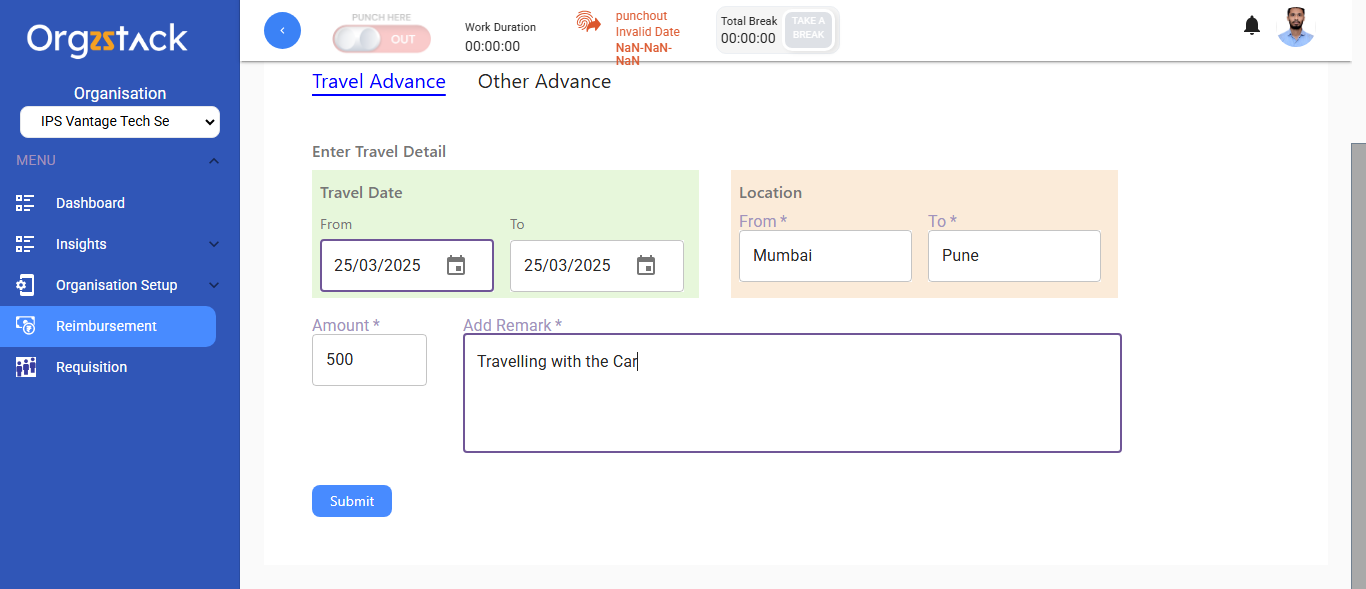 Orgzstack
Organisation
IPS Vantage Tech Se
MENU
Dashboard
Insights
Organisation Setup
Reimbursement
Requisition
PUNCH HERE
OUT
Work Duration
00:00:00
punchout
Invalid Date
NaN-NaN-
NaN
Total Break
00:00:00
TAKE A
BREAK
Travel Advance Other Advance
Enter Travel Detail
Travel Date
From To
25/03/2025 25/03/2025
Location
From * To *
Mumbai Pune
Amount *
500
Add Remark *
Travelling with the Car
Submit